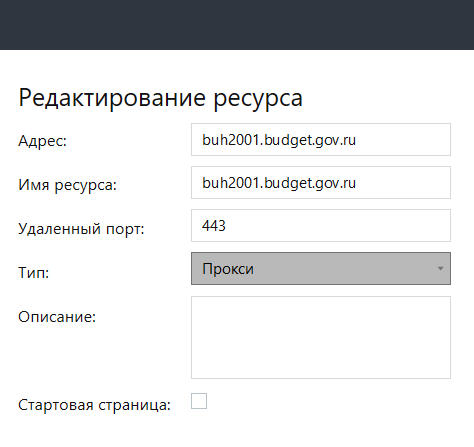 Редактирование ресурса
Адрес: buh2001.budget.gov.ru
Имя ресурса: buh2001.budget.gov.ru
Удаленный порт: 443
Тип: Прокси
Описание:
Стартовая страница: